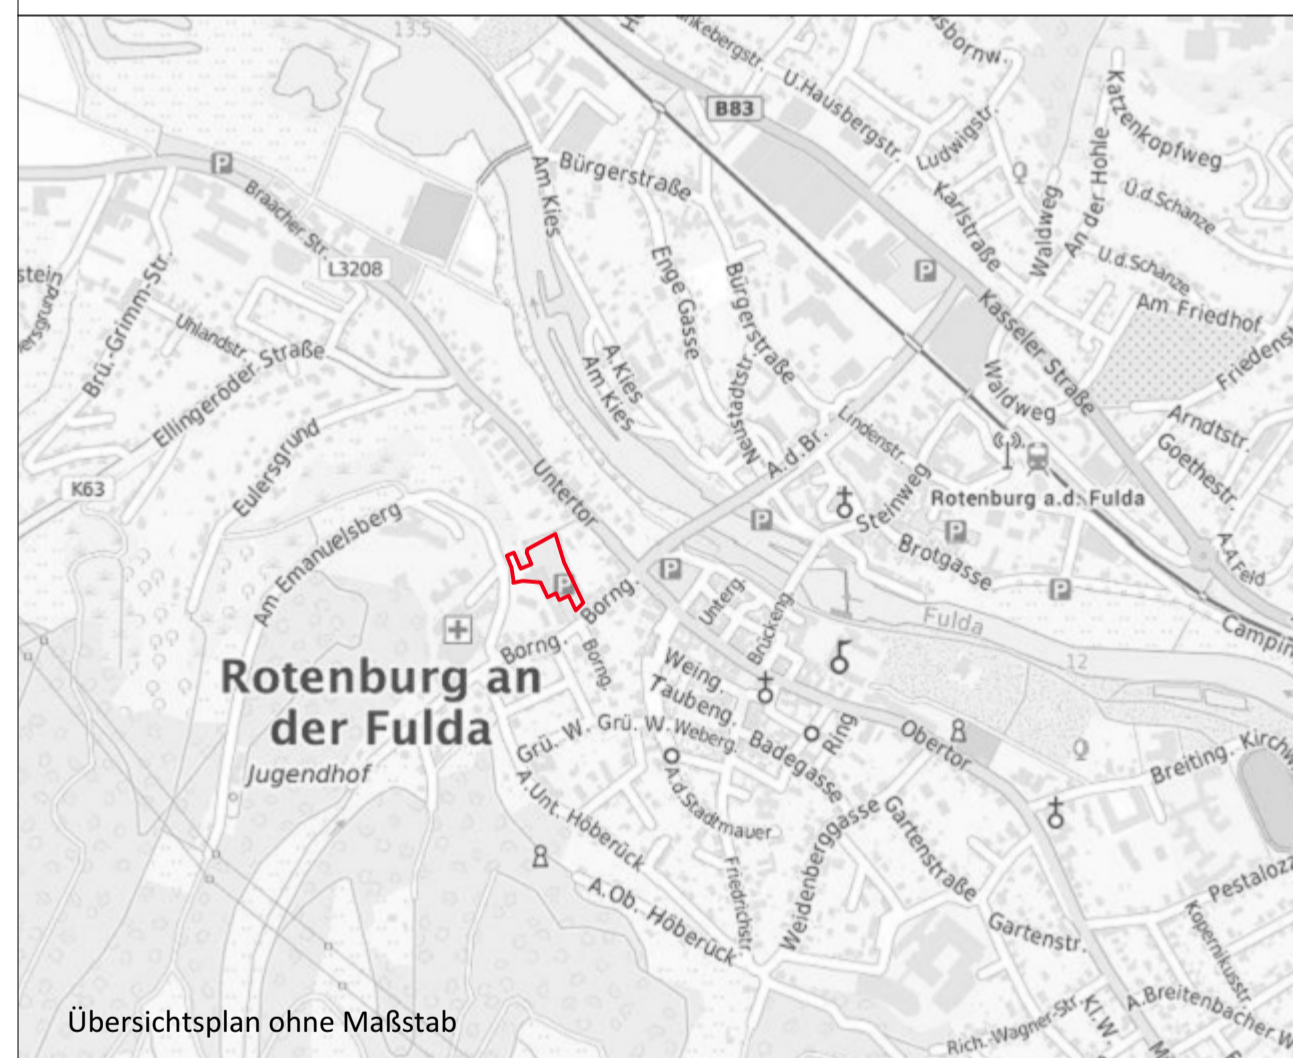 13.5
U.Hausbergstr.
B83
Ludwigstr.
Katzenkopfweg
Bürgerstraße
Am Kies
Karlstraße
Waldweg
An der Hohle
Ü.d.Schanze
Braacher Str.
L3208
Enge Gasse
Bürgerstraße
U.d.Schanze
Am Friedhof
Kasseler Straße
Brü.-Grimm-Str.
Uhlandstr.
Ellingeröder Straße
A.Kies
Am Kies
Neustadtstr.
Waldweg
Lindenstr.
A.d.Br.
Arndtstr.
Goethestr.
K63
Eulersgrund
Untertor
Steinweg
Rotenburg a.d. Fulda
Brotgasse
A.4.Feld
Am Emanuelsberg
P
Borng.
Unterg.
Brückeng.
Fulda
12
Borng.
Borng.
Rotenburg an
der Fulda
Jugendhof
Weing.
Taubeng.
Grü. W.
Grü. W.
Weberg.
Badegasse
Ring
Obertor
A.d.Stadtmauer
A.Unt. Höberück
A.Ob. Höberück
Friedrichstr.
Weidenberggasse
Gartenstraße
Gartenstr.
Breiting.
Kopernikusstr.
Rich.-Wagner-Str.
Kl.W.
A.Breitenbacher
Übersichtsplan ohne Maßstab